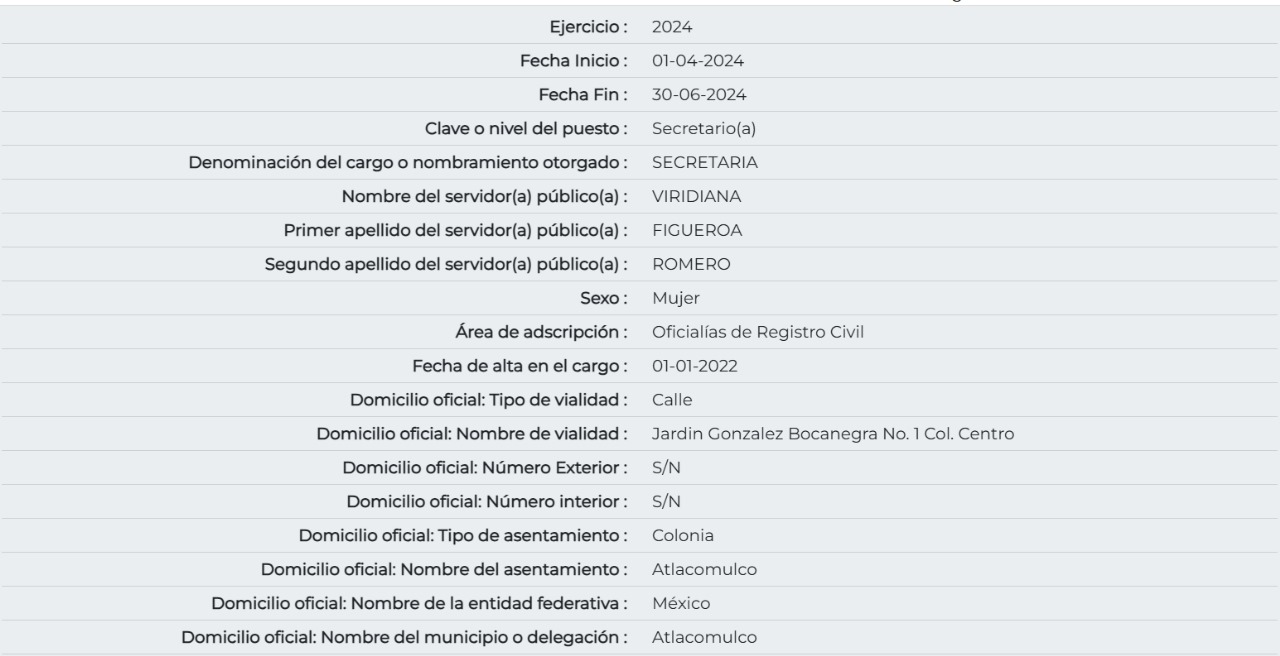 Ejercicio : 2024
Fecha Inicio : 01-04-2024
Fecha Fin : 30-06-2024
Clave o nivel del puesto : Secretario(a)
Denominación del cargo o nombramiento otorgado : SECRETARIA
Nombre del servidor(a) público(a) : VIRIDIANA
Primer apellido del servidor(a) público(a) : FIGUEROA
Segundo apellido del servidor(a) público(a) : ROMERO
Sexo : Mujer
Área de adscripción : Oficialías de Registro Civil
Fecha de alta en el cargo : 01-01-2022
Domicilio oficial: Tipo de vialidad : Calle
Domicilio oficial: Nombre de vialidad : Jardin Gonzalez Bocanegra No. 1 Col. Centro
Domicilio oficial: Número Exterior : S/N
Domicilio oficial: Número interior : S/N
Domicilio oficial: Tipo de asentamiento : Colonia
Domicilio oficial: Nombre del asentamiento : Atlacomulco
Domicilio oficial: Nombre de la entidad federativa : México
Domicilio oficial: Nombre del municipio o delegación : Atlacomulco